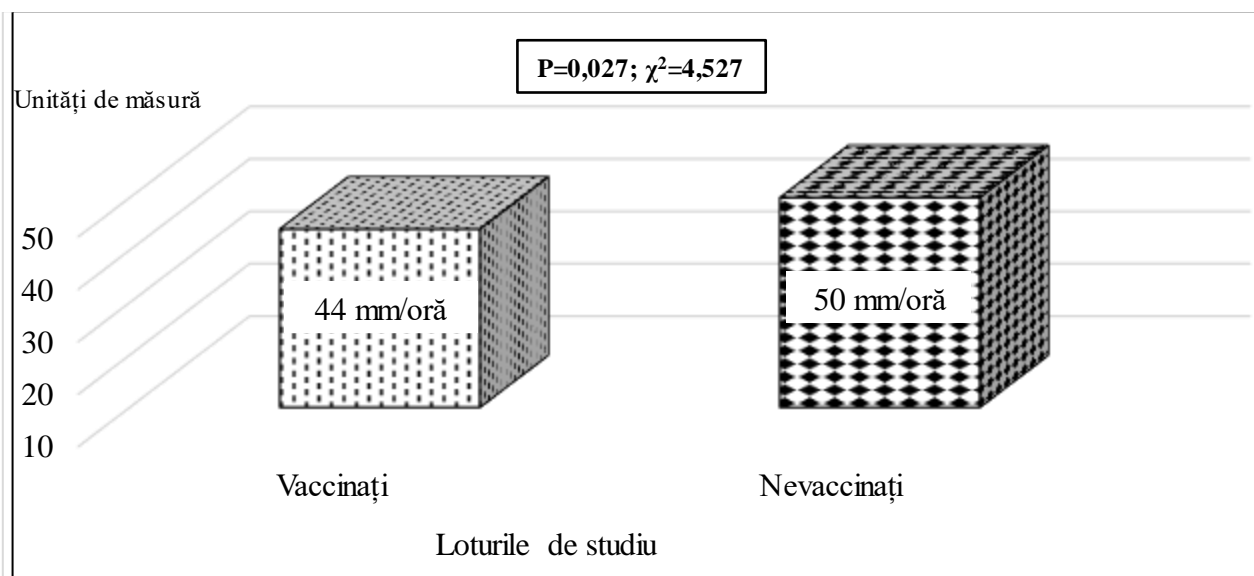 P=0,027; χ²=4,527
Unități de măsură
50
40
30
20
10
44 mm/oră
50 mm/oră
Vaccinați
Nevaccinați
Loturile de studiu